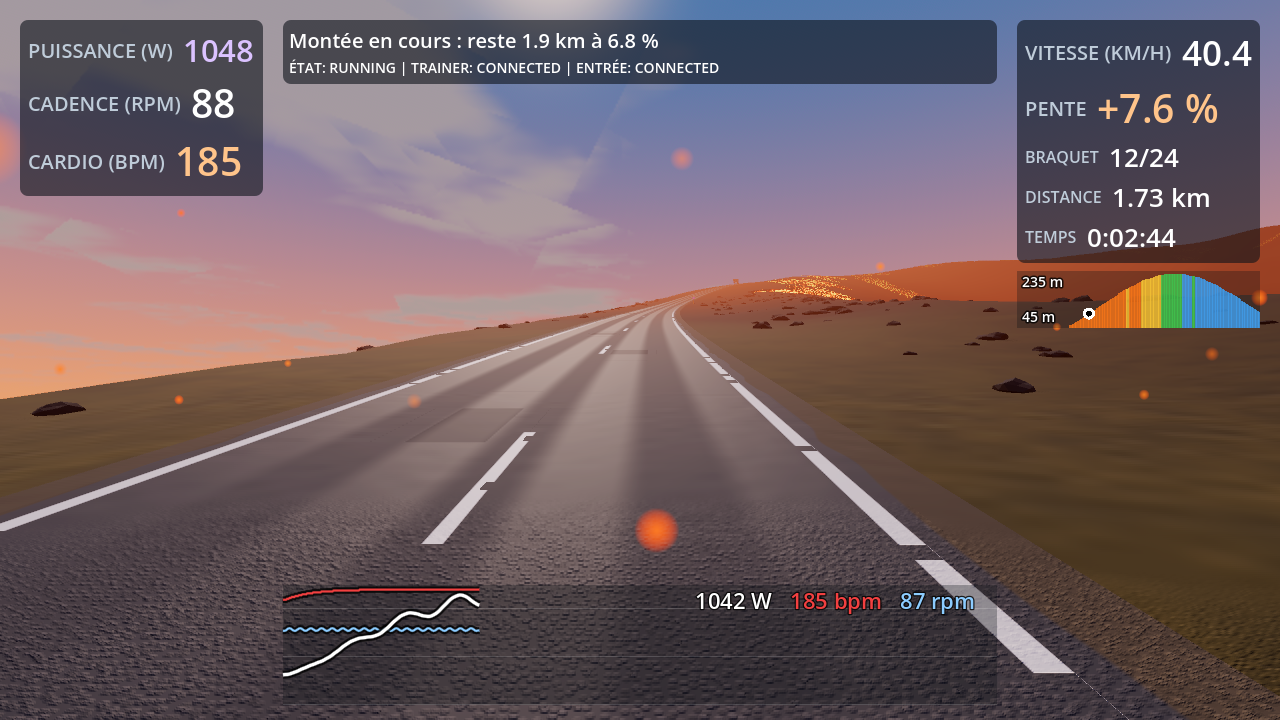 PUISSANCE (W) 1048
CADENCE (RPM) 88
CARDIO (BPM) 185
Montée en cours : reste 1.9 km à 6.8 %
ÉTAT: RUNNING | TRAINER: CONNECTED | ENTRÉE: CONNECTED
VITESSE (KM/H) 40.4
PENTE +7.6 %
BRAQUET 12/24
DISTANCE 1.73 km
TEMPS 0:02:44
235 m
45 m
1042 W 185 bpm 87 rpm